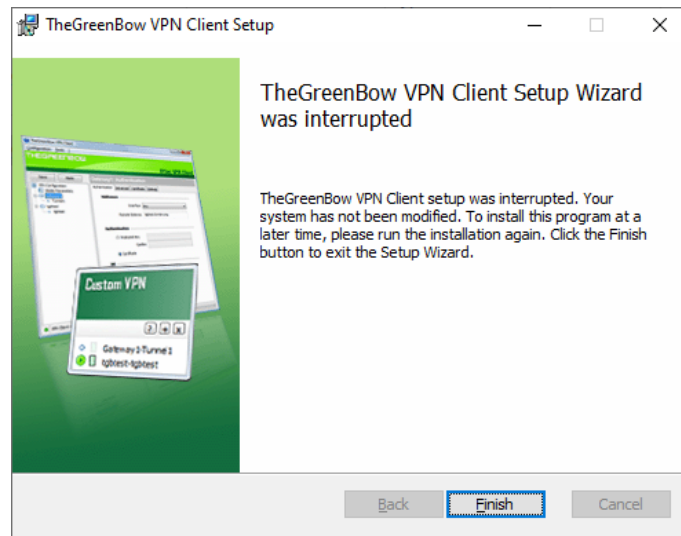 TheGreenBow VPN Client Setup
TheGreenBow VPN Client Setup Wizard
was interrupted
TheGreenBow VPN Client setup was interrupted. Your
system has not been modified. To install this program at a
later time, please run the installation again. Click the Finish
button to exit the Setup Wizard.
Custom VPN
Gateway1-Tunnel1
tgbtest-tgbtest
Back
Finish
Cancel